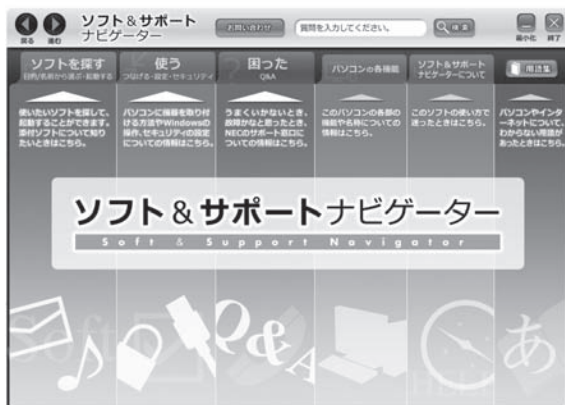 戻る 進む
ソフト&サポート
ナビゲーター
お問い合わせ
質問を入力してください。
検索
最小化 終了
ソフトを探す
目的/名前から選ぶ・起動する
使う
つなげる・設定・セキュリティ
困った
Q&A
パソコンの各機能
ソフト&サポート
ナビゲーターについて
用語集
使いたいソフトを探して、
起動することができます。
添付ソフトについて知り
たいときはこちら。
パソコンに機器を取り付
ける方法やWindowsの
操作、セキュリティの設定
についての情報はこちら。
うまくいかないとき、
故障かなと思ったとき、
NECのサポート窓口に
ついての情報はこちら。
このパソコンの各部の
機能や名称についての
情報はこちら。
このソフトの使い方で
迷ったときはこちら。
パソコンやインタ
ーネットについて、
わからない用語が
あったときはこちら。
ソフト&サポートナビゲーター
Soft & Support Navigator
Soft
Q&A
HELP
あ